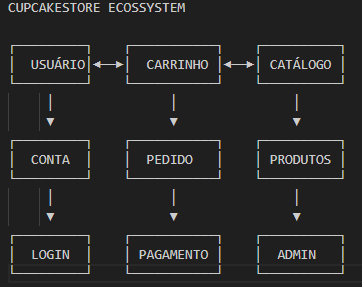 CUPCAKESTORE ECOSSYSTEM
USUÁRIO CARRINHO CATÁLOGO
CONTA PEDIDO PRODUTOS
LOGIN PAGAMENTO ADMIN